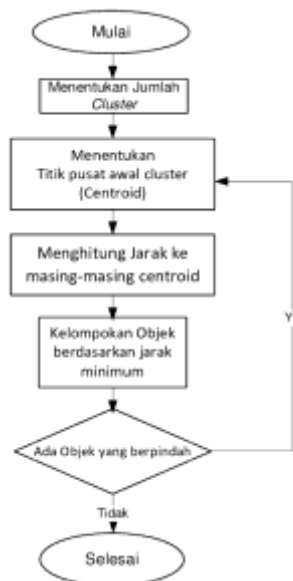 Mulai
Menentukan Jumlah
Cluster
Menentukan
Titik pusat awal cluster
(Centroid)
Menghitung Jarak ke
masing-masing centroid
Kelompokan Objek
berdasarkan jarak
minimum
Ada Objek yang berpindah
Y
Tidak
Selesai